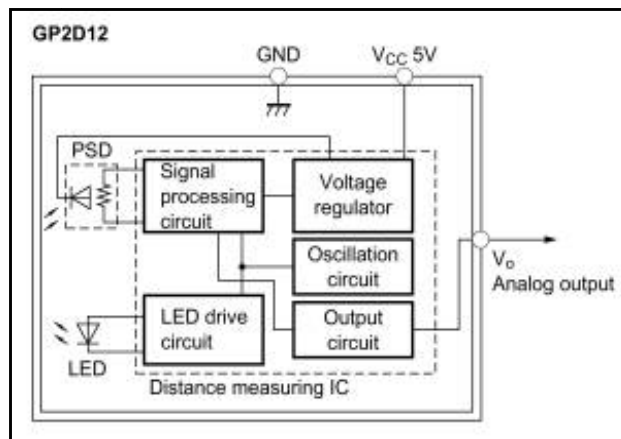 GP2D12
GND
VCC 5V
PSD
Signal
processing
circuit
Voltage
regulator
Oscillation
circuit
Vo
Analog output
LED drive
circuit
Output
circuit
LED
Distance measuring IC